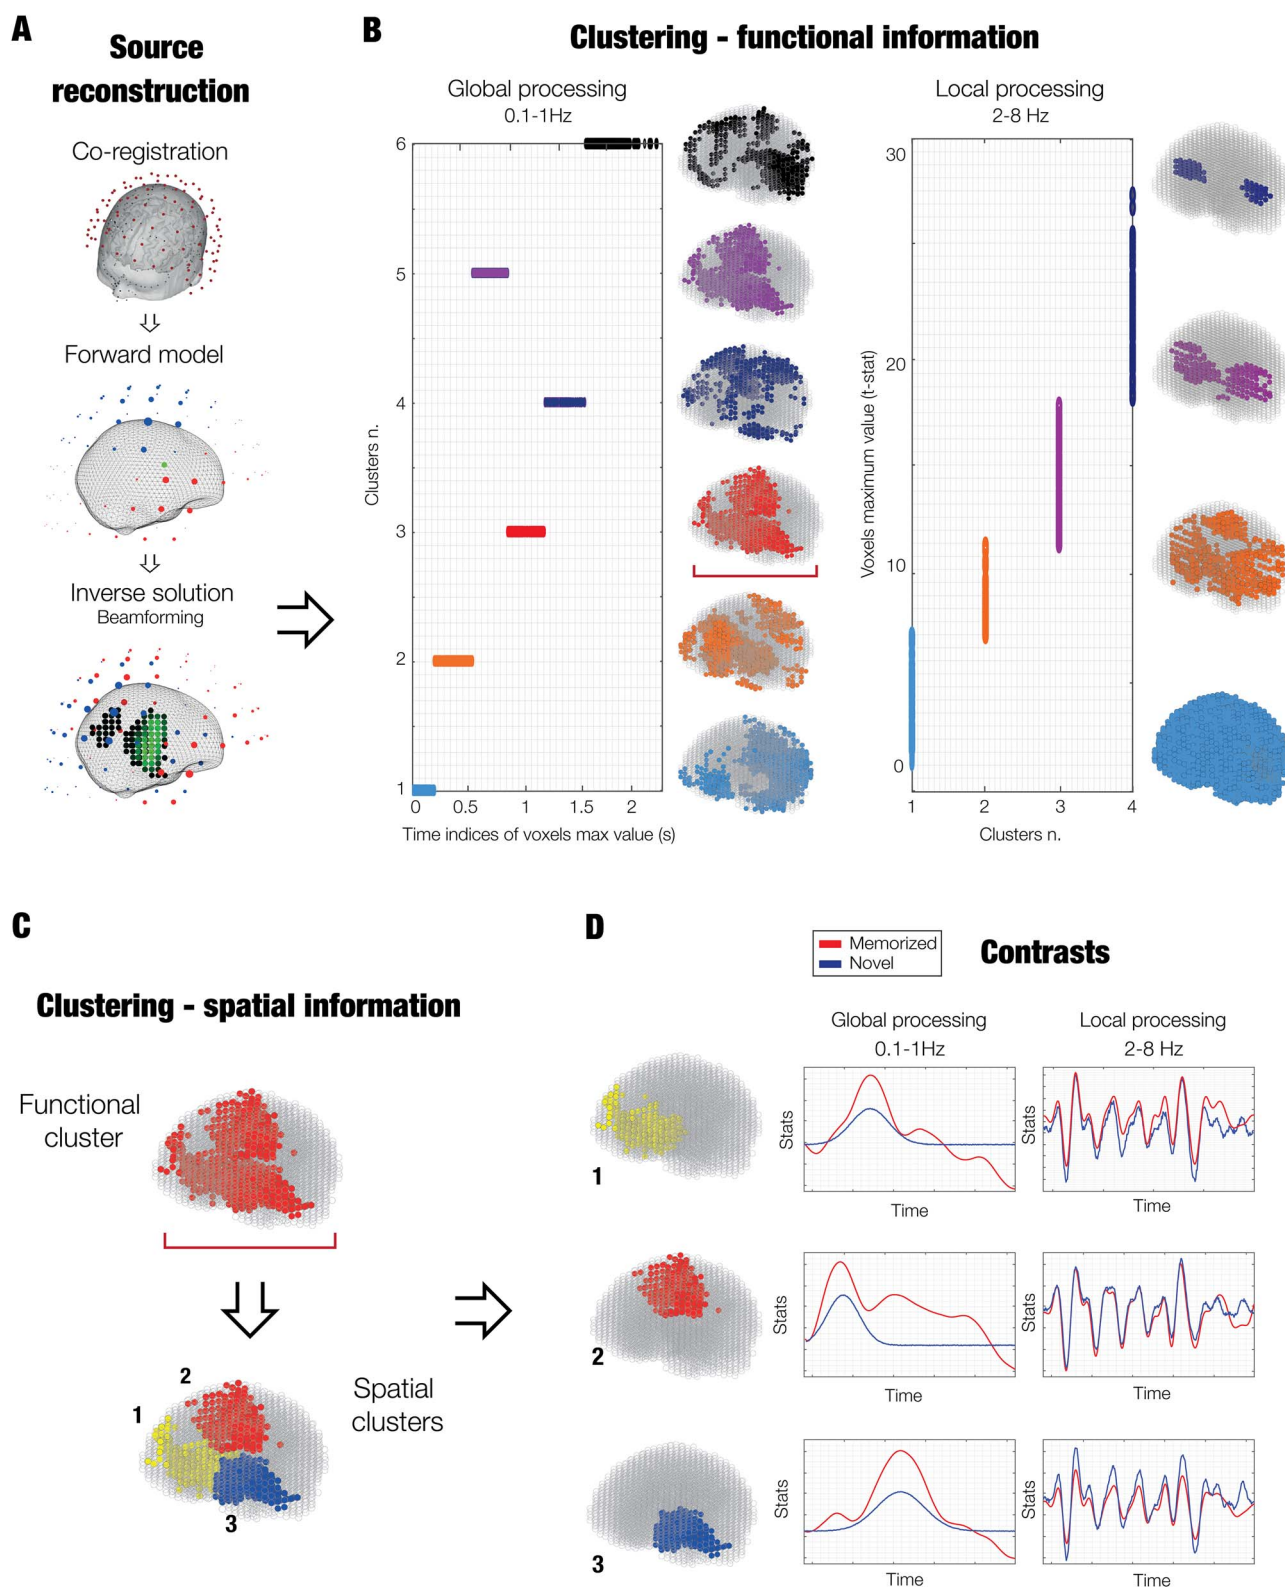 A
Source
reconstruction
Co-registration
Forward model
Inverse solution
Beamforming
B
Clustering - functional information
Global processing
0.1-1Hz
Clusters n.
6
5
4
3
2
1
0
0.5
1
1.5
2
Time indices of voxels max value (s)
Local processing
2-8 Hz
Voxels maximum value (t-stat)
30
20
10
0
1
2
3
4
Clusters n.
C
Clustering - spatial information
Functional
cluster
2
1
3
Spatial
clusters
D
Memorized
Novel
Contrasts
Global processing
0.1-1Hz
Local processing
2-8 Hz
1
Stats
Time
Stats
Time
2
Stats
Time
Stats
Time
3
Stats
Time
Stats
Time